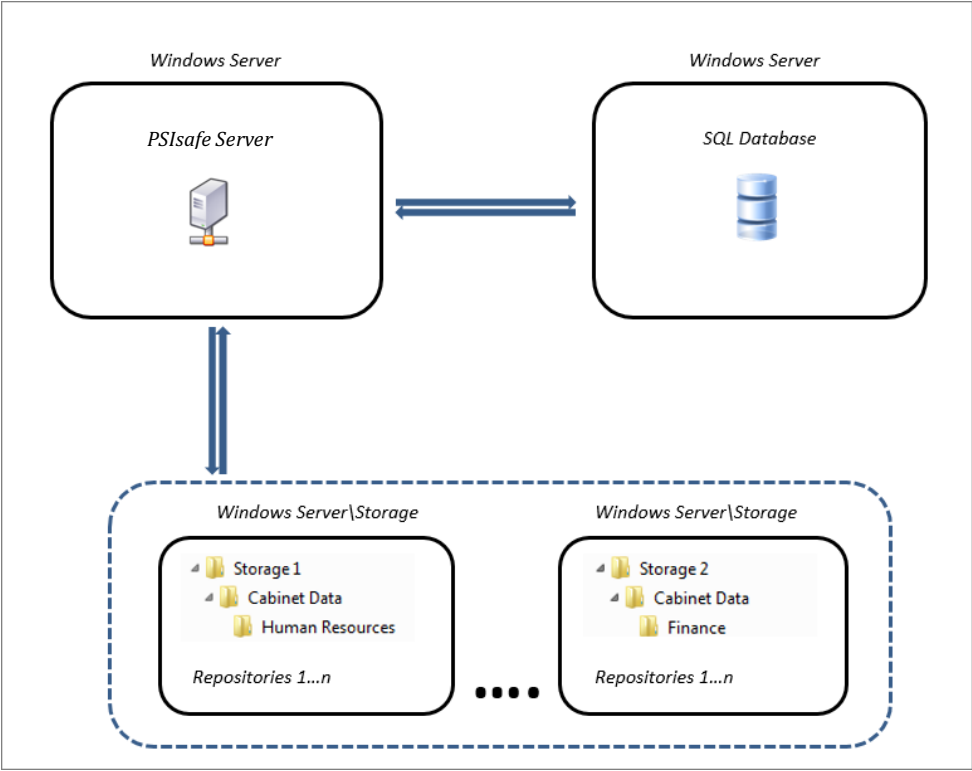 Windows Server
Windows Server
PSIsafe Server
SQL Database
Windows Server\Storage
Windows Server\Storage
Storage 1
Cabinet Data
Human Resources
Repositories 1...n
Storage 2
Cabinet Data
Finance
Repositories 1...n